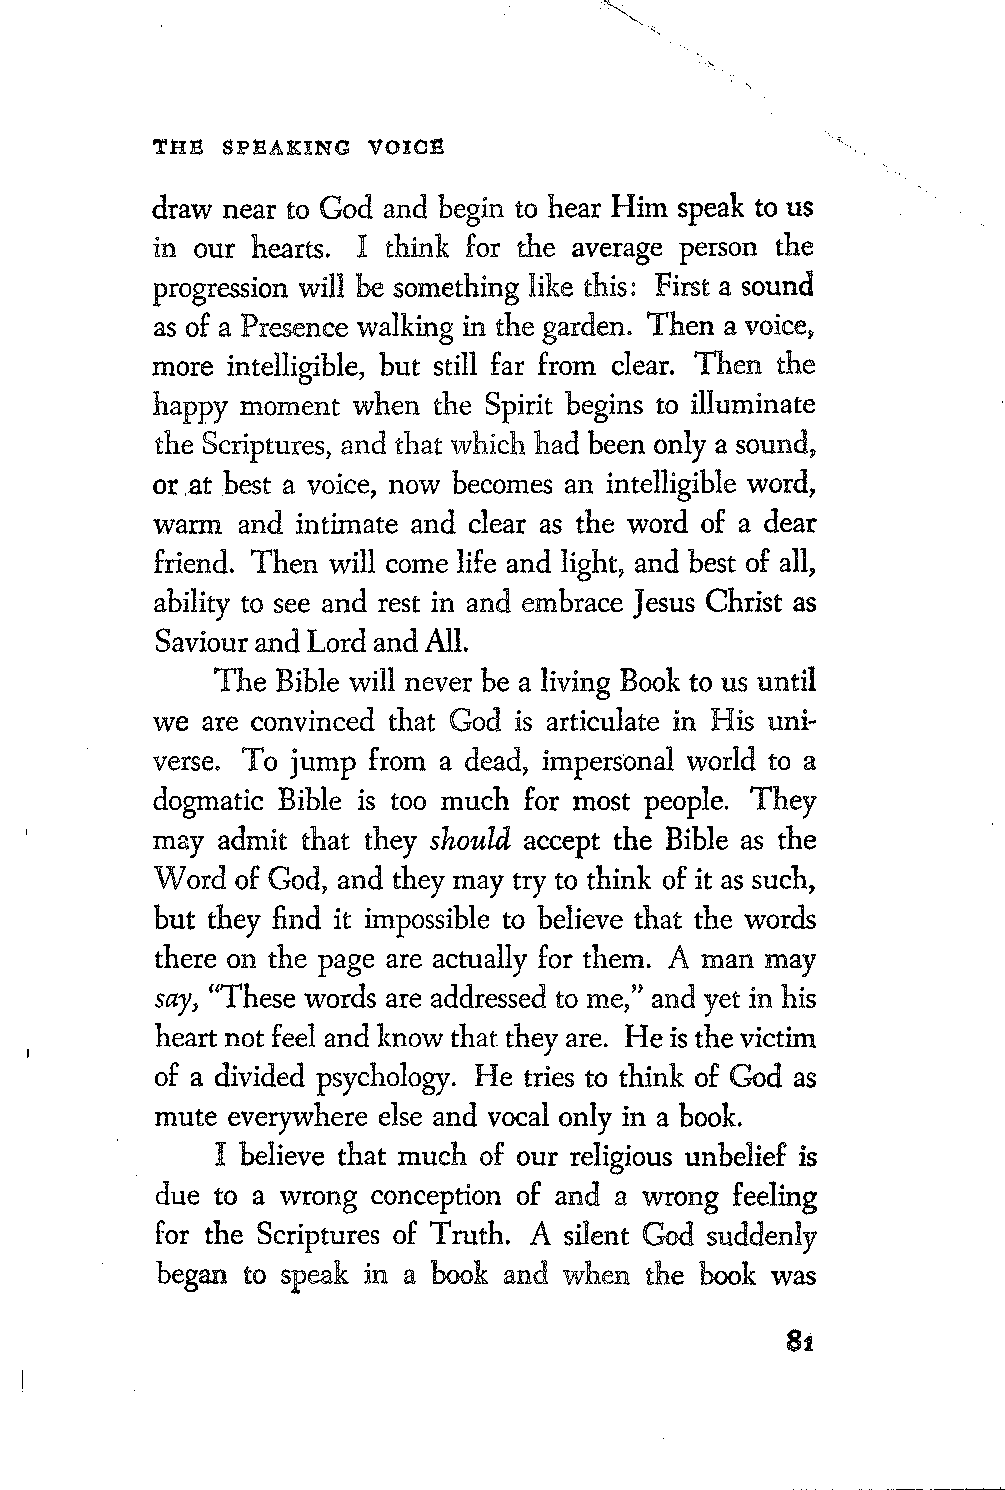 THE SPEAKING VOICE
draw near to God and begin to hear Him speak to us
in our hearts. I think for the average person the
progression will be something like this: First a sound
as of a Presence walking in the garden. Then a voice,
more intelligible, but still far from clear. Then the
happy moment when the Spirit begins to illuminate
the Scriptures, and that which had been only a sound,
or at best a voice, now becomes an intelligible word,
warm and intimate and clear as the word of a dear
friend. Then will come life and light, and best of all,
ability to see and rest in and embrace Jesus Christ as
Saviour and Lord and All.
The Bible will never be a living Book to us until
we are convinced that God is articulate in His uni-
verse. To jump from a dead, impersonal world to a
dogmatic Bible is too much for most people. They
may admit that they should accept the Bible as the
Word of God, and they may try to think of it as such,
but they find it impossible to believe that the words
there on the page are actually for them. A man may
say, “These words are addressed to me,” and yet in his
heart not feel and know that they are. He is the victim
of a divided psychology. He tries to think of God as
mute everywhere else and vocal only in a book.
I believe that much of our religious unbelief is
due to a wrong conception of and a wrong feeling
for the Scriptures of Truth. A silent God suddenly
began to speak in a book and when the book was
81